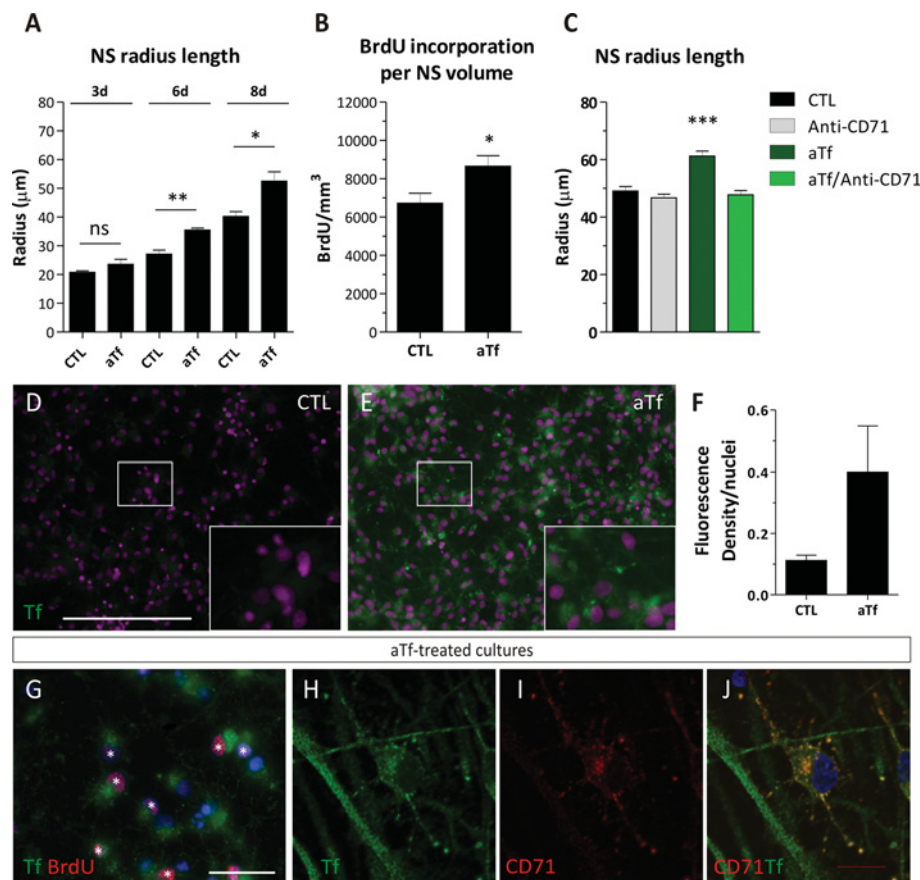 A
NS radius length
3d 6d 8d
Radius (μm)
80
70
60
50
40
30
20
10
0
ns
**
*
CTL aTf CTL aTf CTL aTf
B
BrdU incorporation
per NS volume
BrdU/mm³
12000
10000
8000
7000
6000
4000
2000
0
*
CTL aTf
C
NS radius length
Radius (μm)
80
60
40
20
0
***
CTL
Anti-CD71
aTf
aTf/Anti-CD71
D
CTL
Tf
E
aTf
F
Fluorescence
Density/nuclei
0.6
0.4
0.2
0.0
CTL aTf
aTf-treated cultures
G
* * * * * * * *
Tf BrdU
H
Tf
I
CD71
J
CD71Tf